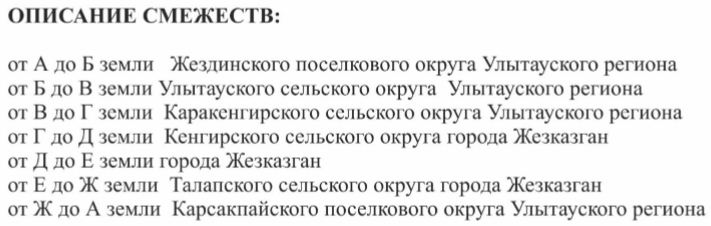 ОПИСАНИЕ СМЕЖЕСТВ:
от А до Б земли Жездинского поселкового округа Улытауского региона
от Б до В земли Улытауского сельского округа Улытауского региона
от В до Г земли Каракенгирского сельского округа Улытауского региона
от Г до Д земли Кенгирского сельского округа города Жезказган
от Д до Е земли города Жезказган
от Е до Ж земли Талапского сельского округа города Жезказган
от Ж до А земли Карсакпайского поселкового округа Улытауского региона